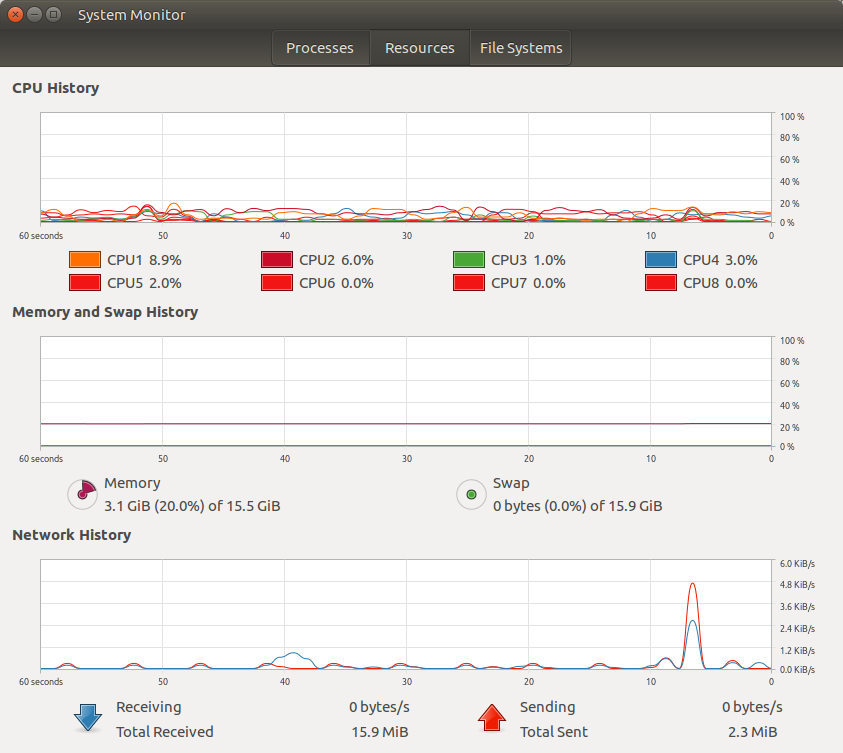 System Monitor
Processes Resources File Systems
CPU History
100 %
80 %
60 %
40 %
20 %
0 %
60 seconds 50 40 30 20 10 0
CPU1 8.9% CPU2 6.0% CPU3 1.0% CPU4 3.0%
CPU5 2.0% CPU6 0.0% CPU7 0.0% CPU8 0.0%
Memory and Swap History
100 %
80 %
60 %
40 %
20 %
0 %
60 seconds 50 40 30 20 10 0
Memory Swap
3.1 GiB (20.0%) of 15.5 GiB 0 bytes (0.0%) of 15.9 GiB
Network History
6.0 KiB/s
4.8 KiB/s
3.6 KiB/s
2.4 KiB/s
1.2 KiB/s
0.0 KiB/s
60 seconds 50 40 30 20 10 0
Receiving 0 bytes/s Sending 0 bytes/s
Total Received 15.9 MiB Total Sent 2.3 MiB